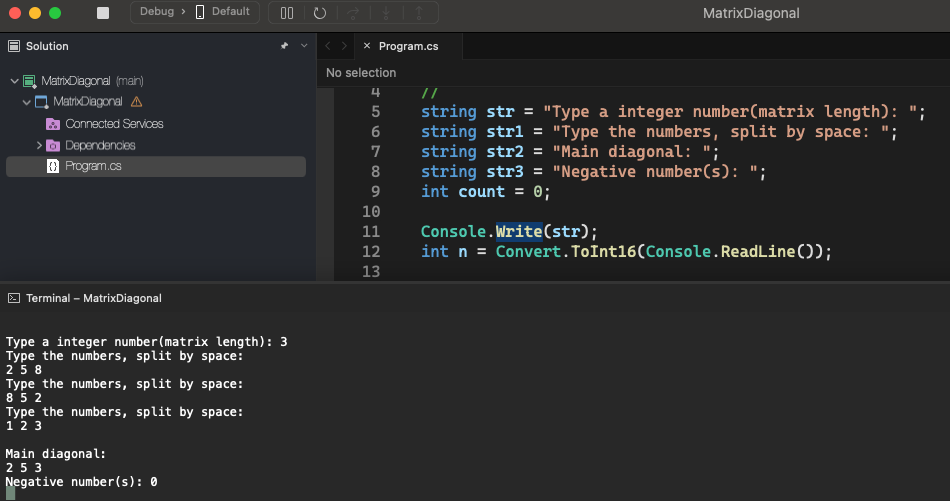 Debug > Default
MatrixDiagonal
Solution
Program.cs
No selection
MatrixDiagonal (main)
MatrixDiagonal
Connected Services
Dependencies
Program.cs
4 //
5 string str = "Type a integer number(matrix length): ";
6 string str1 = "Type the numbers, split by space: ";
7 string str2 = "Main diagonal: ";
8 string str3 = "Negative number(s): ";
9 int count = 0;
10
11 Console.Write(str);
12 int n = Convert.ToInt16(Console.ReadLine());
13
Terminal – MatrixDiagonal
Type a integer number(matrix length): 3
Type the numbers, split by space:
2 5 8
Type the numbers, split by space:
8 5 2
Type the numbers, split by space:
1 2 3
Main diagonal:
2 5 3
Negative number(s): 0